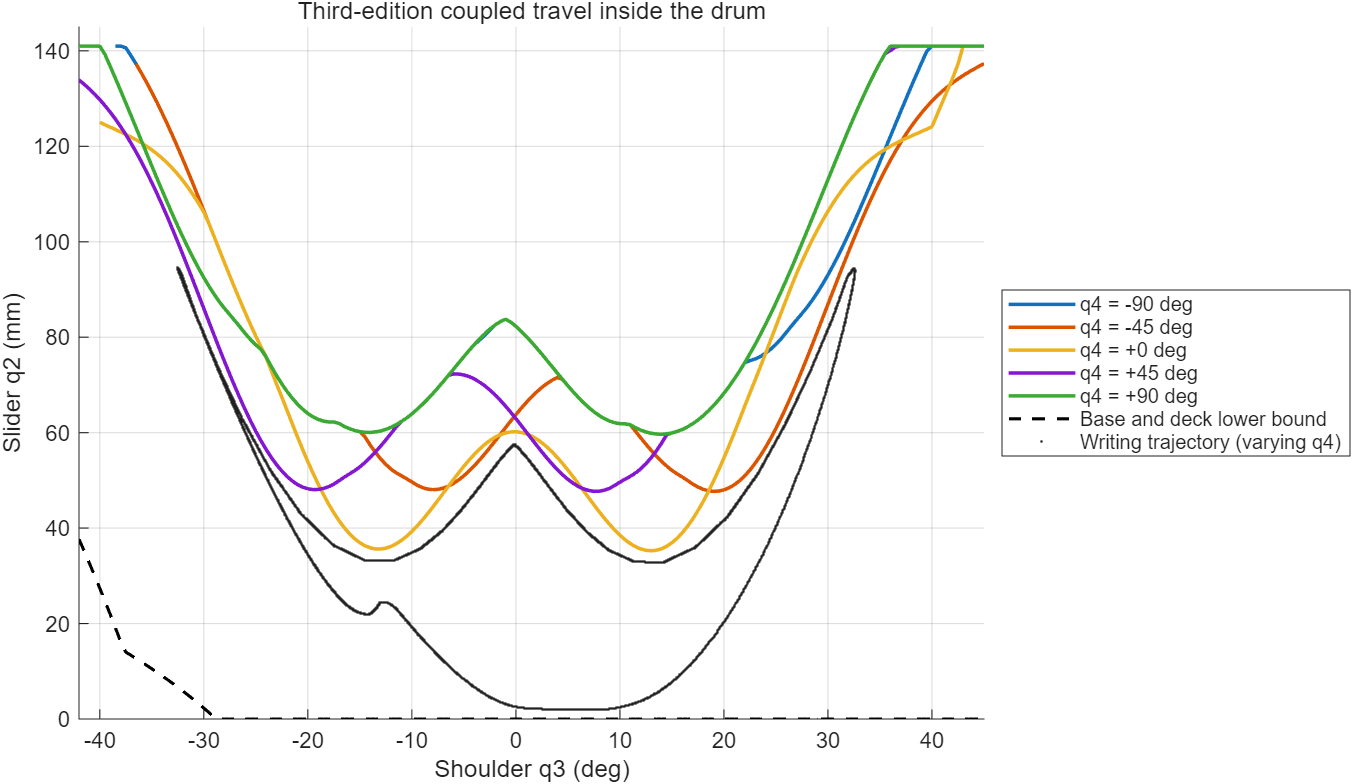 Third-edition coupled travel inside the drum
Slider q2 (mm)
140
120
100
80
60
40
20
0
-40
-30
-20
-10
0
10
20
30
40
Shoulder q3 (deg)
q4 = -90 deg
q4 = -45 deg
q4 = +0 deg
q4 = +45 deg
q4 = +90 deg
Base and deck lower bound
Writing trajectory (varying q4)